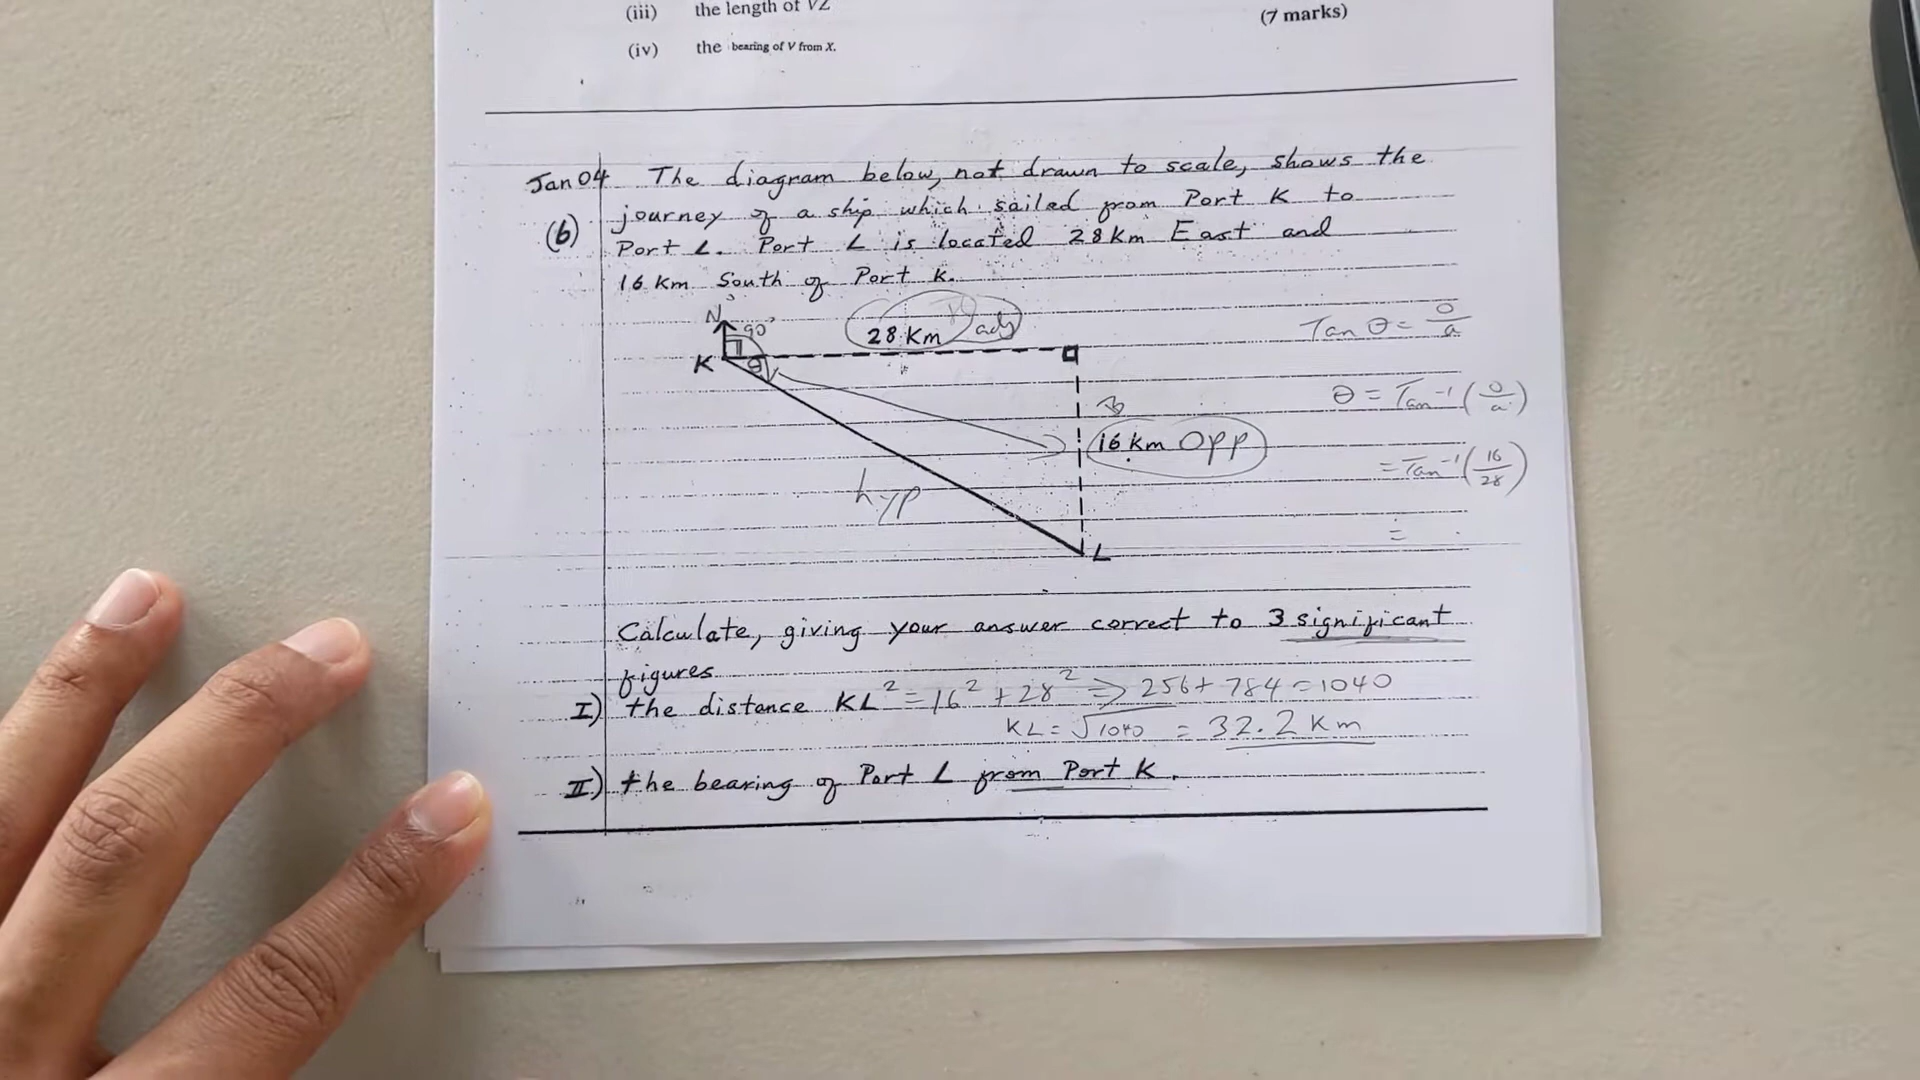 (iii) the length of VZ
(7 marks)
(iv) the bearing of V from X.
Jan 04 The diagram below, not drawn to scale, shows the
(b) journey of a ship which sailed from Port K to
Port L. Port L is located 28 km East and
16 km South of Port K.
N 90°
28 km adj
K θ
16 km Opp
hyp
L
Tan θ = o/a
θ = Tan⁻¹ (o/a)
= Tan⁻¹ (16/28)
=
Calculate, giving your answer correct to 3 significant
figures
I) the distance KL² = 16² + 28² => 256 + 784 = 1040
KL = √1040 = 32.2 km
II) the bearing of Port L from Port K.